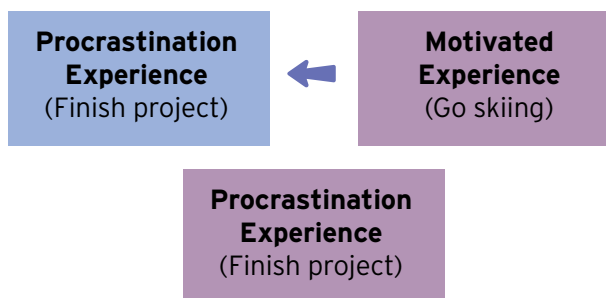 Procrastination
Experience
(Finish project)
Motivated
Experience
(Go skiing)
Procrastination
Experience
(Finish project)